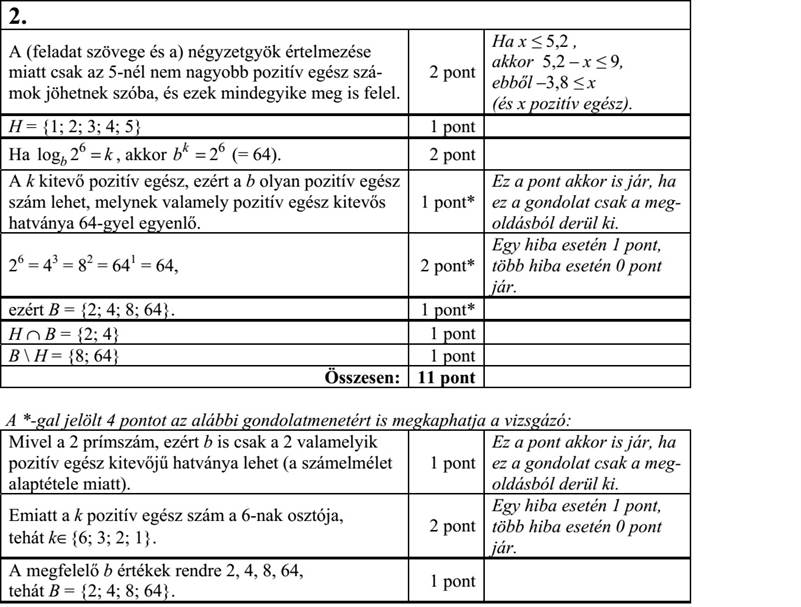 2.
A (feladat szövege és a) négyzetgyök értelmezése
miatt csak az 5-nél nem nagyobb pozitív egész szá-
mok jöhetnek szóba, és ezek mindegyike meg is felel.
2 pont
Ha x ≤ 5,2 ,
akkor 5,2 – x ≤ 9,
ebből –3,8 ≤ x
(és x pozitív egész).
H = {1; 2; 3; 4; 5}
1 pont
Ha log_b 2^6 = k, akkor b^k = 2^6 (= 64).
2 pont
A k kitevő pozitív egész, ezért a b olyan pozitív egész
szám lehet, melynek valamely pozitív egész kitevős
hatványa 64-gyel egyenlő.
1 pont*
Ez a pont akkor is jár, ha
ez a gondolat csak a meg-
oldásból derül ki.
2^6 = 4^3 = 8^2 = 64^1 = 64,
2 pont*
Egy hiba esetén 1 pont,
több hiba esetén 0 pont
jár.
ezért B = {2; 4; 8; 64}.
1 pont*
H ∩ B = {2; 4}
1 pont
B \ H = {8; 64}
1 pont
Összesen: 11 pont
A *-gal jelölt 4 pontot az alábbi gondolatmenetért is megkaphatja a vizsgázó:
Mivel a 2 prímszám, ezért b is csak a 2 valamelyik
pozitív egész kitevőjű hatványa lehet (a számelmélet
alaptétele miatt).
1 pont
Ez a pont akkor is jár, ha
ez a gondolat csak a meg-
oldásból derül ki.
Emiatt a k pozitív egész szám a 6-nak osztója,
tehát k∈ {6; 3; 2; 1}.
2 pont
Egy hiba esetén 1 pont,
több hiba esetén 0 pont
jár.
A megfelelő b értékek rendre 2, 4, 8, 64,
tehát B = {2; 4; 8; 64}.
1 pont